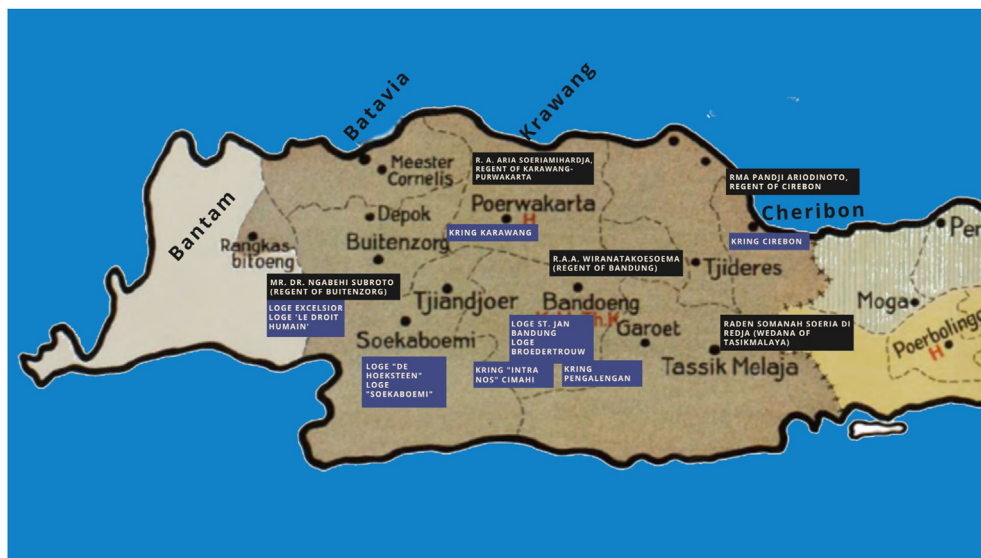 Batavia
Krawang
Bantam
Meester
Cornelis
R. A. ARIA SOERIAMIHARDJA,
REGENT OF KARAWANG-
PURWAKARTA
RMA PANDJI ARIODINOTO,
REGENT OF CIREBON
Poerwakarta
H
Depok
Cheribon
Per
KRING KARAWANG
KRING CIREBON
Rangkas-
bitoeng
Buitenzorg
R.A.A. WIRANATAKOESOEMA
(REGENT OF BANDUNG)
Tjideres
MR. DR. NGABEHI SUBROTO
(REGENT OF BUITENZORG)
Tjiandjoer
Bandoeng
Moga
LOGE EXCELSIOR
LOGE 'LE DROIT
HUMAIN'
Th.K
LOGE ST. JAN
BANDUNG
LOGE
BROEDERTROUW
Garoet
RADEN SOMANAH SOERIA DI
REDJA (WEDANA OF
TASIKMALAYA)
Poerbolingo
H
Soekaboemi
LOGE "DE
HOEKSTEEN"
LOGE
"SOEKABOEMI"
KRING "INTRA
NOS" CIMAHI
KRING
PENGALENGAN
Tassik Melaja